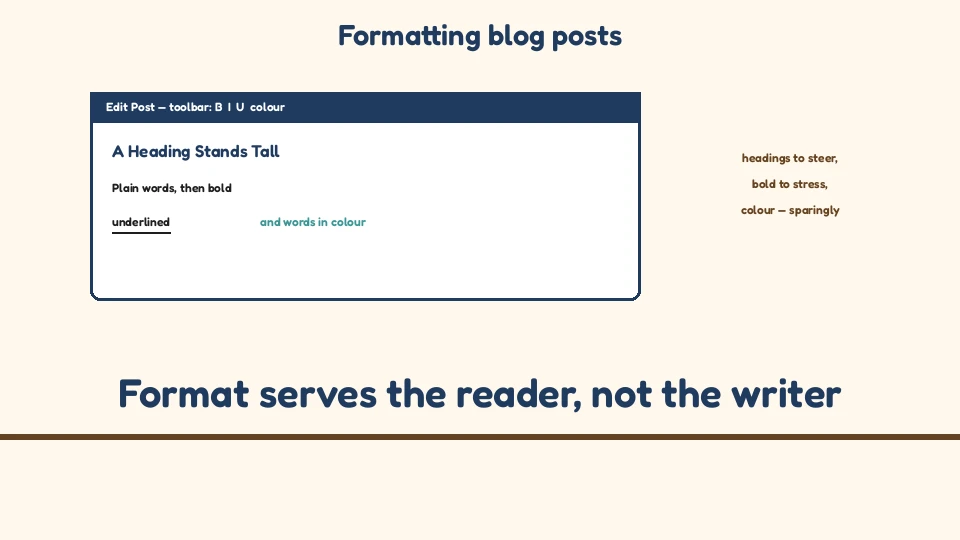 Formatting blog posts
Edit Post – toolbar: B I U colour
A Heading Stands Tall
Plain words, then bold
underlined
and words in colour
headings to steer,
bold to stress,
colour – sparingly
Format serves the reader, not the writer